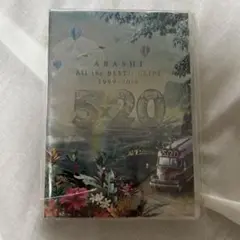 ARASHI
All the BEST! CLIPS
1999-2019
5×20